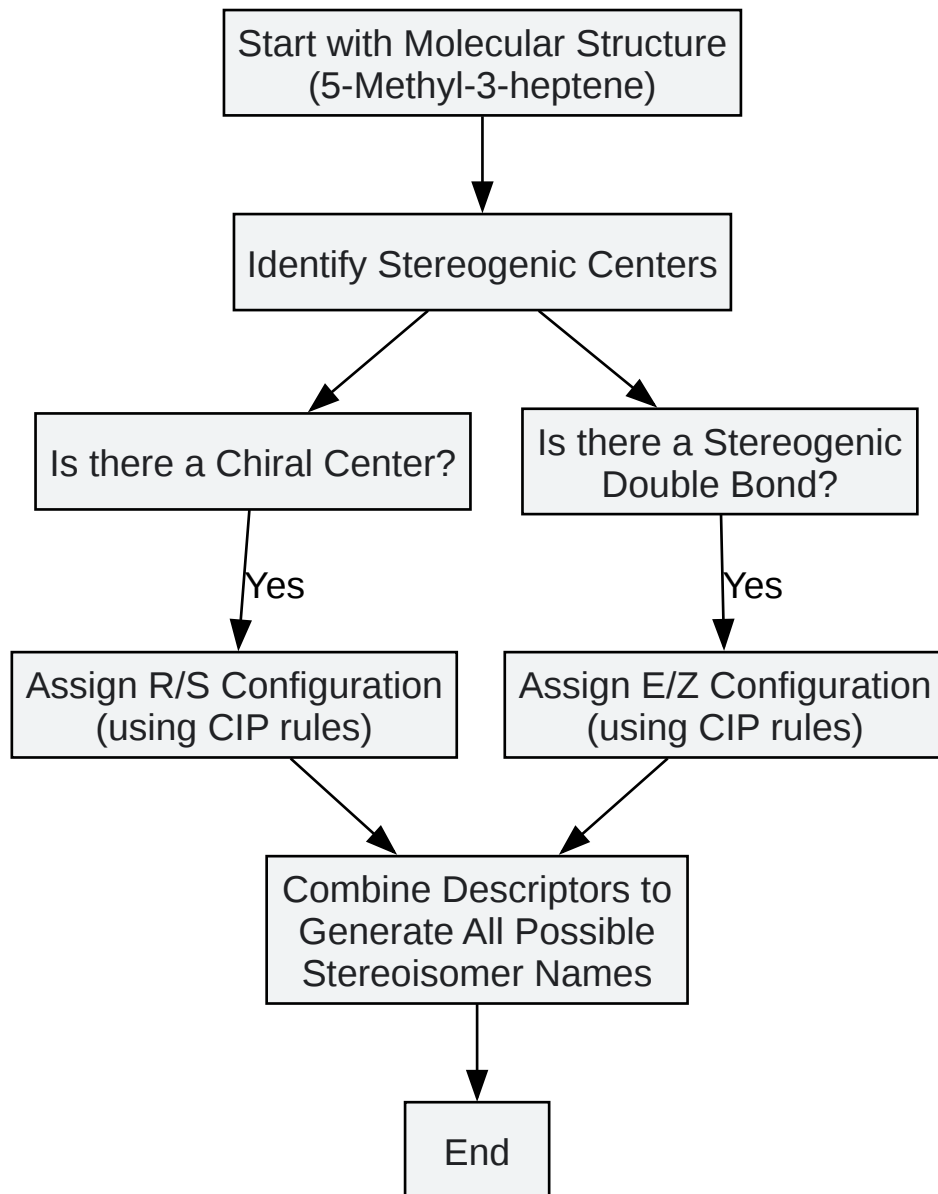 Start with Molecular Structure
(5-Methyl-3-heptene)
Identify Stereogenic Centers
Is there a Chiral Center?
Is there a Stereogenic
Double Bond?
Yes
Yes
Assign R/S Configuration
(using CIP rules)
Assign E/Z Configuration
(using CIP rules)
Combine Descriptors to
Generate All Possible
Stereoisomer Names
End